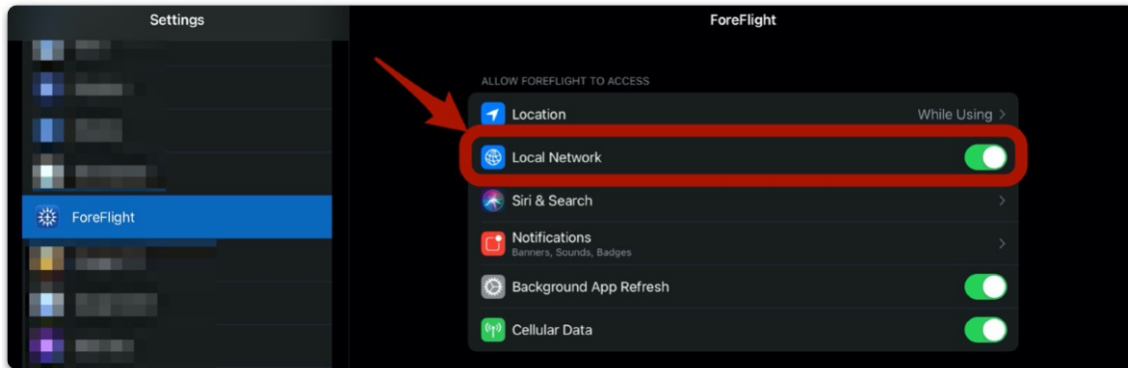 Settings
ForeFlight
ForeFlight
ALLOW FOREFLIGHT TO ACCESS
Location
While Using
Local Network
Siri & Search
Notifications
Banners, Sounds, Badges
Background App Refresh
Cellular Data